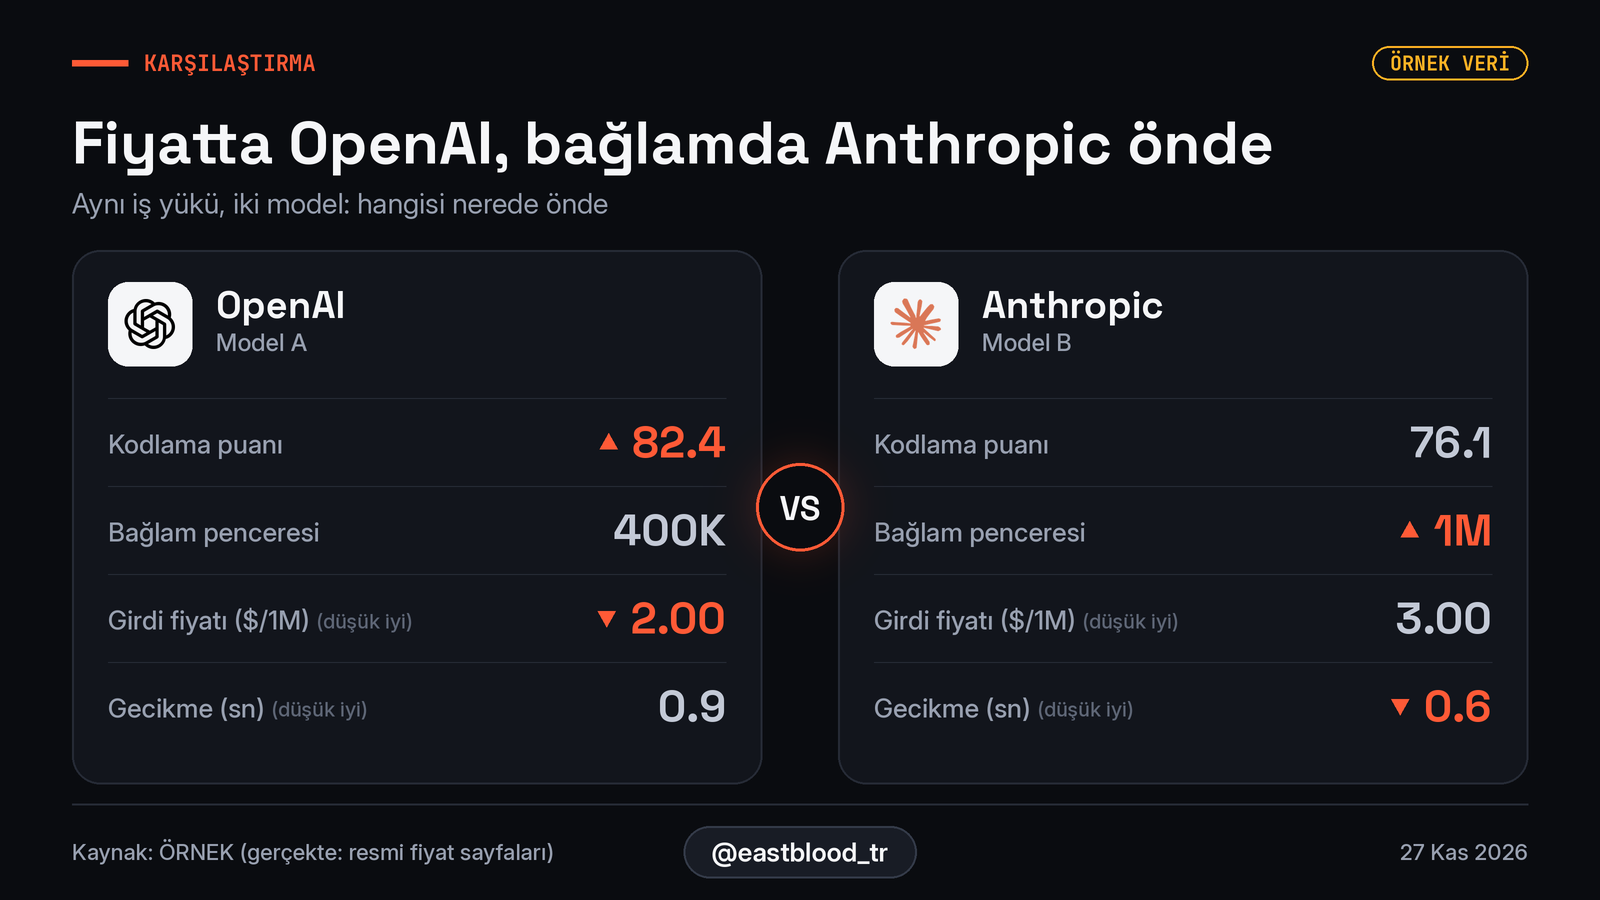 KARŞILAŞTIRMA
ÖRNEK VERİ
Fiyatta OpenAI, bağlamda Anthropic önde
Aynı iş yükü, iki model: hangisi nerede önde
OpenAI
Model A
Kodlama puanı ▲ 82.4
Bağlam penceresi 400K
Girdi fiyatı ($/1M) (düşük iyi) ▼ 2.00
Gecikme (sn) (düşük iyi) 0.9
VS
Anthropic
Model B
Kodlama puanı 76.1
Bağlam penceresi ▲ 1M
Girdi fiyatı ($/1M) (düşük iyi) 3.00
Gecikme (sn) (düşük iyi) ▼ 0.6
Kaynak: ÖRNEK (gerçekte: resmi fiyat sayfaları)
@eastblood_tr
27 Kas 2026